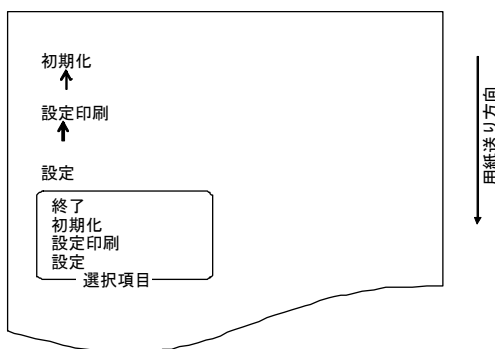 初期化
設定印刷
設定
終了
初期化
設定印刷
設定
選択項目
用紙送り方向